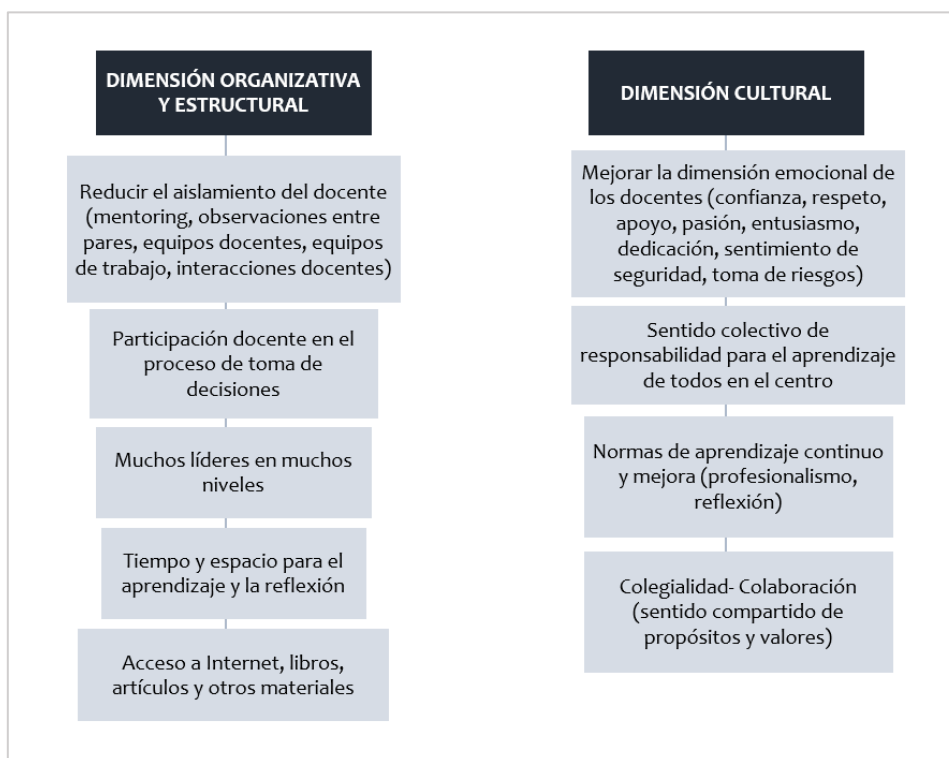 DIMENSIÓN ORGANIZATIVA
Y ESTRUCTURAL
Reducir el aislamiento del docente
(mentoring, observaciones entre
pares, equipos docentes, equipos
de trabajo, interacciones docentes)
Participación docente en el
proceso de toma de
decisiones
Muchos líderes en muchos
niveles
Tiempo y espacio para el
aprendizaje y la reflexión
Acceso a Internet, libros,
artículos y otros materiales
DIMENSIÓN CULTURAL
Mejorar la dimensión emocional de
los docentes (confianza, respeto,
apoyo, pasión, entusiasmo,
dedicación, sentimiento de
seguridad, toma de riesgos)
Sentido colectivo de
responsabilidad para el aprendizaje
de todos en el centro
Normas de aprendizaje continuo
y mejora (profesionalismo,
reflexión)
Colegialidad- Colaboración
(sentido compartido de
propósitos y valores)